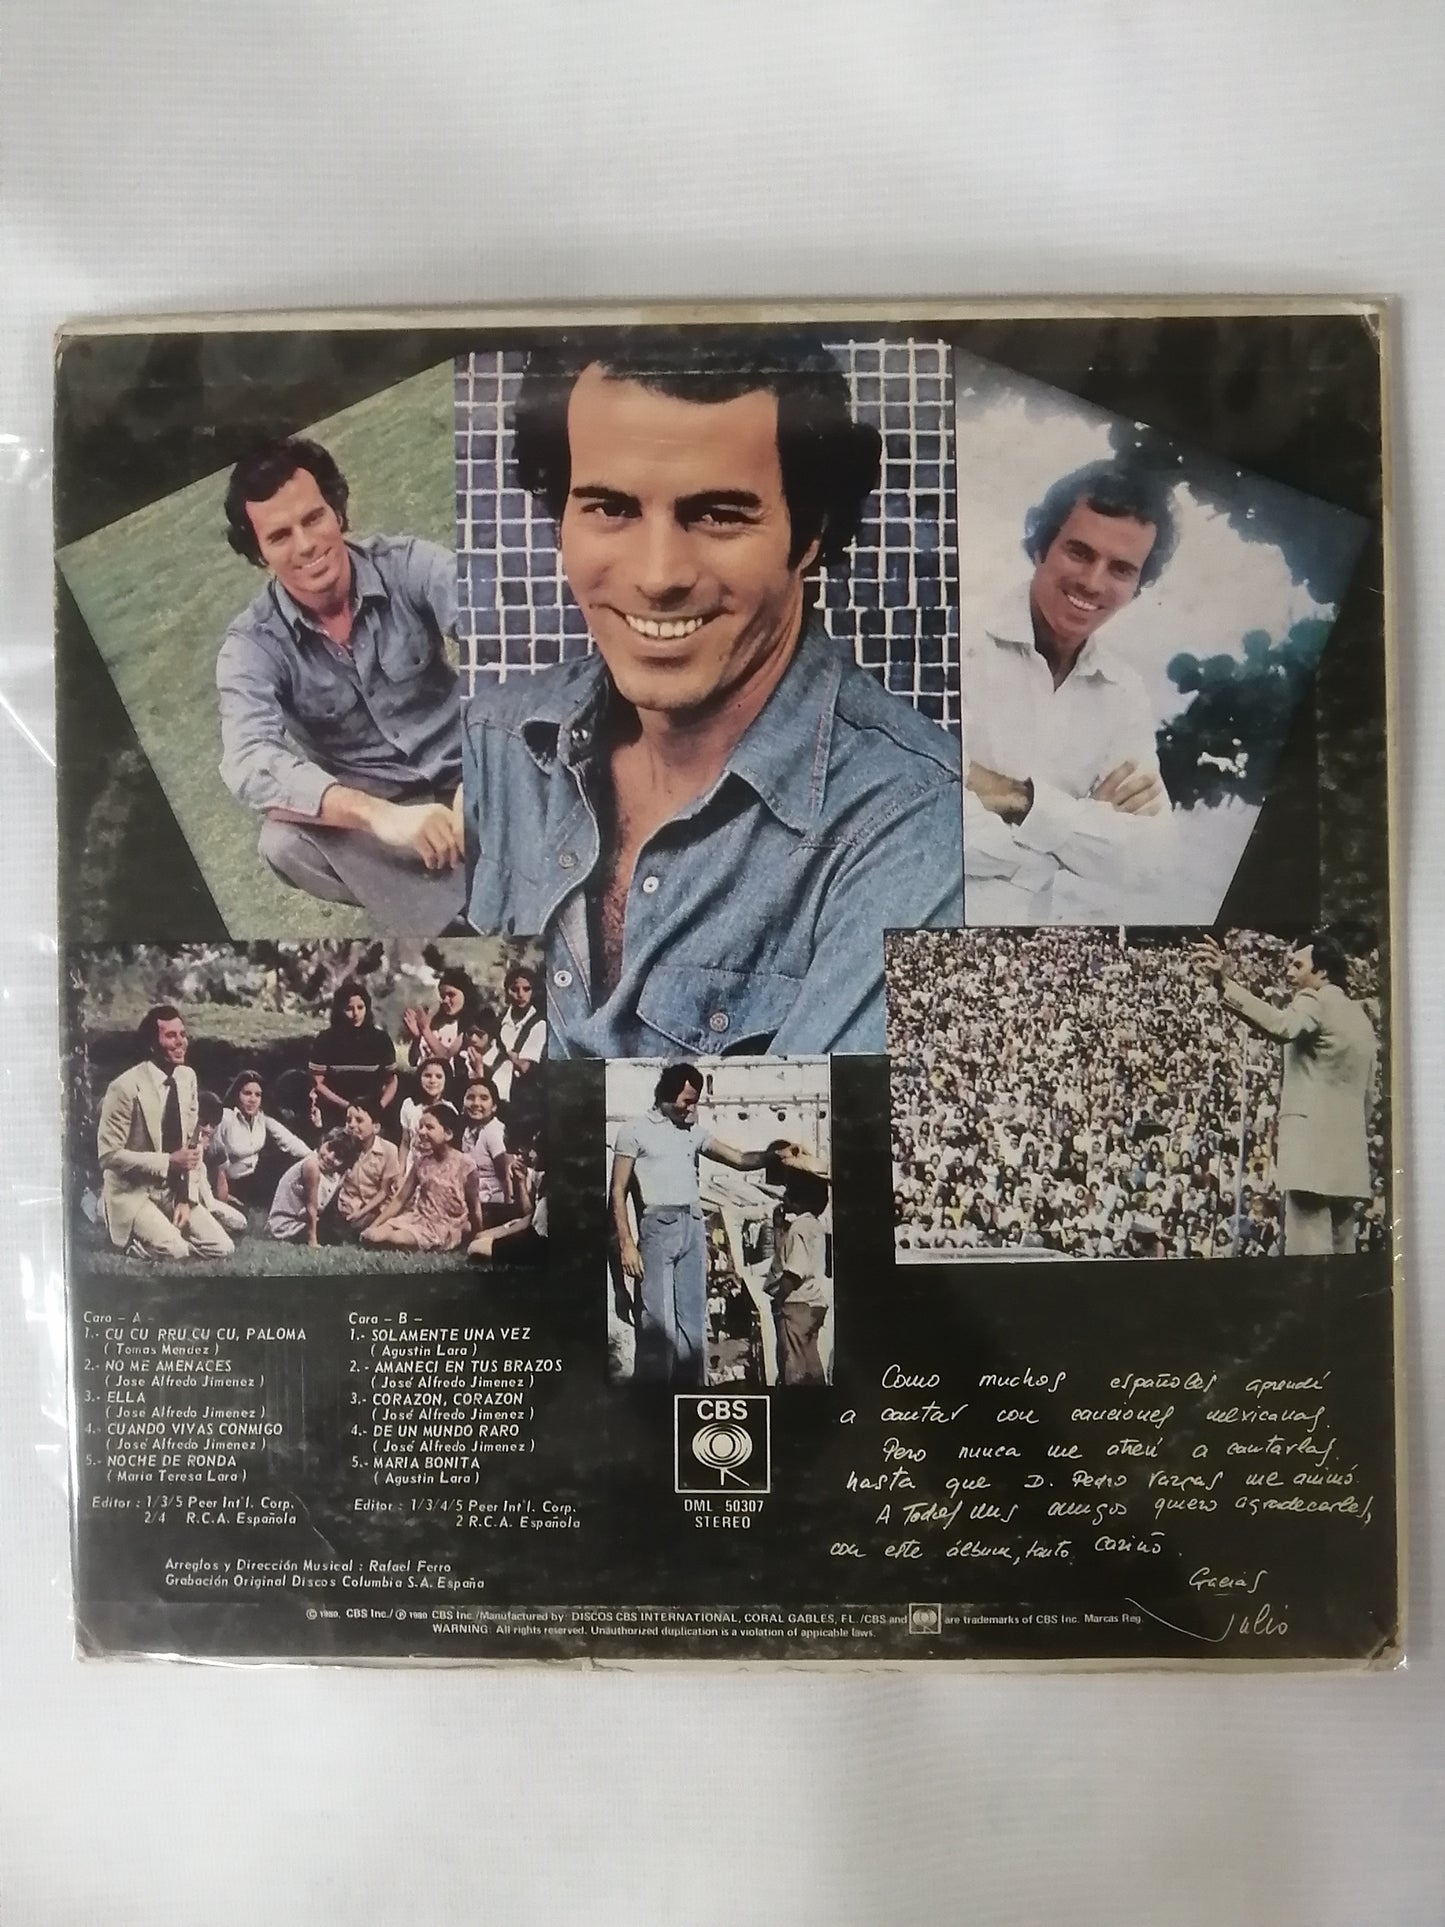 Cara - A -
1.- CU CU RRU CU CU, PALOMA
( Tomas Mendez )
2.- NO ME AMENACES
( Jose Alfredo Jimenez )
3.- ELLA
( Jose Alfredo Jimenez )
4.- CUANDO VIVAS CONMIGO
( José Alfredo Jimenez )
5.- NOCHE DE RONDA
( Maria Teresa Lara )
Editor : 1/3/5 Peer Int'l. Corp.
2/4 R.C.A. Española
Cara - B -
1.- SOLAMENTE UNA VEZ
( Agustin Lara )
2.- AMANECI EN TUS BRAZOS
( José Alfredo Jimenez )
3.- CORAZON, CORAZON
( José Alfredo Jimenez )
4.- DE UN MUNDO RARO
( José Alfredo Jimenez )
5.- MARIA BONITA
( Agustin Lara )
Editor : 1/3/4/5 Peer Int'l. Corp.
2 R.C.A. Española
Arreglos y Dirección Musical : Rafael Ferro
Grabación Original Discos Columbia S.A. España
CBS
DML 50307
STEREO
Como muchos españoles aprendí
a cantar con canciones mexicanas.
Pero nunca me atreví a cantarlas,
hasta que D. Pedro Vargas me animó.
A Todos mis amigos quiero agradecerles,
con este álbum, tanto cariño.
Gracias
Julio
© 1980, CBS Inc./ ℗ 1980 CBS Inc./Manufactured by: DISCOS CBS INTERNATIONAL, CORAL GABLES, FL./CBS and are trademarks of CBS Inc. Marcas Reg.
WARNING: All rights reserved. Unauthorized duplication is a violation of appicable laws.